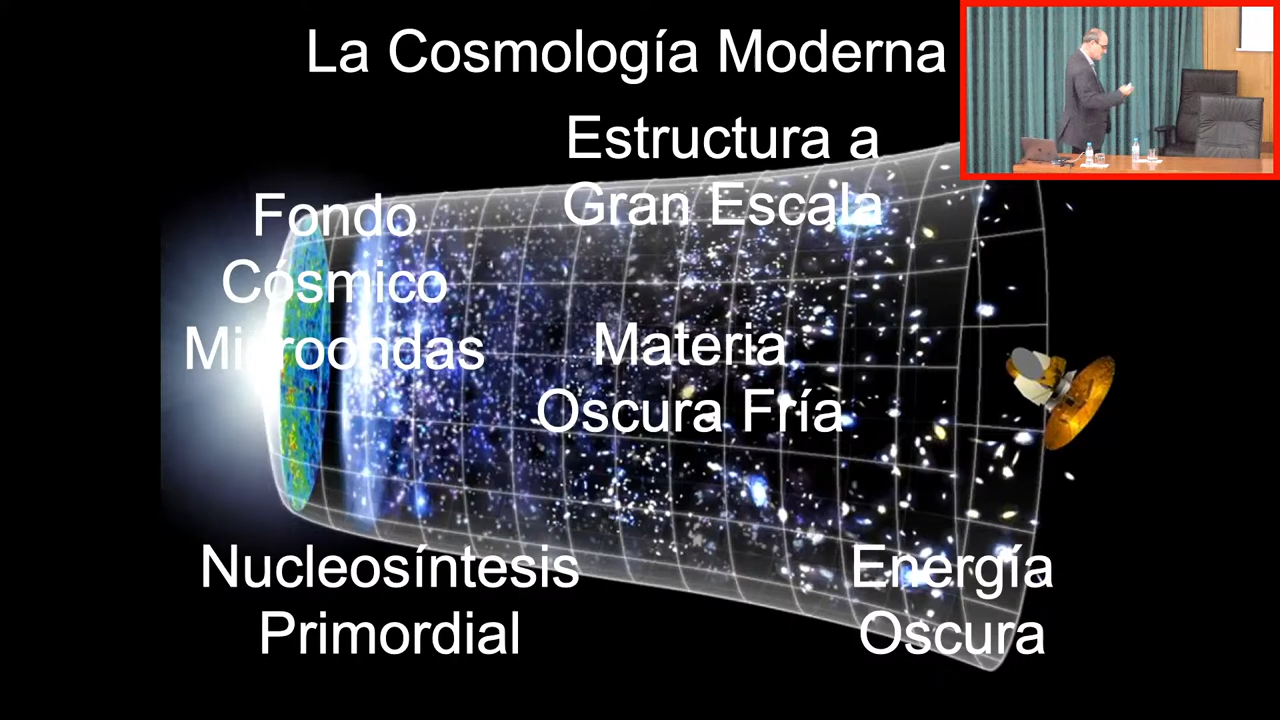 La Cosmología Moderna
Estructura a
Gran Escala
Fondo
Cósmico
Microondas
Materia
Oscura Fría
Nucleosíntesis
Primordial
Energía
Oscura